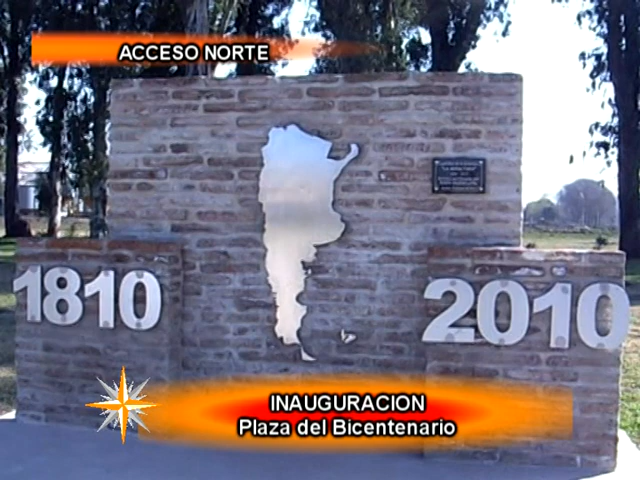 ACCESO NORTE
1810
2010
INAUGURACION
Plaza del Bicentenario